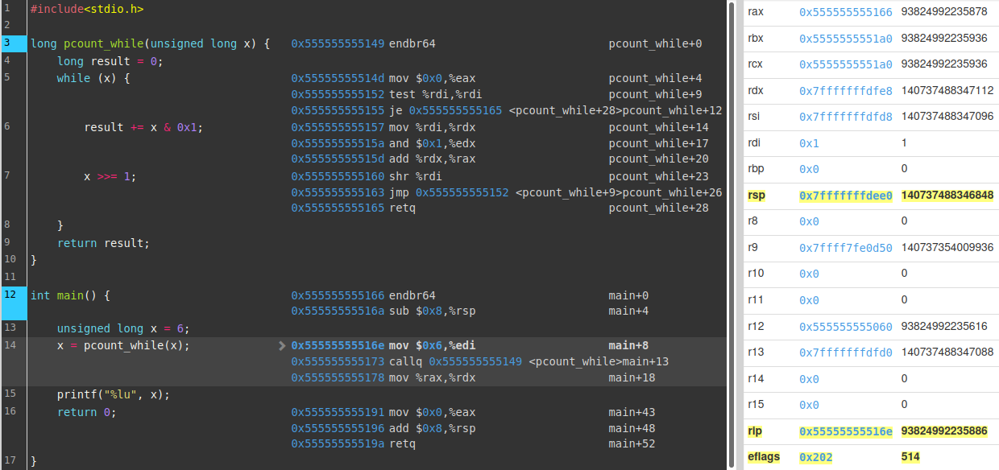 1 #include<stdio.h>
2
3 long pcount_while(unsigned long x) { 0x555555555149 endbr64 pcount_while+0
4 long result = 0;
5 while (x) { 0x55555555514d mov $0x0,%eax pcount_while+4
0x555555555152 test %rdi,%rdi pcount_while+9
0x555555555155 je 0x555555555165 <pcount_while+28>pcount_while+12
6 result += x & 0x1; 0x555555555157 mov %rdi,%rdx pcount_while+14
0x55555555515a and $0x1,%edx pcount_while+17
0x55555555515d add %rdx,%rax pcount_while+20
7 x >>= 1; 0x555555555160 shr %rdi pcount_while+23
0x555555555163 jmp 0x555555555152 <pcount_while+9>pcount_while+26
0x555555555165 retq pcount_while+28
8 }
9 return result;
10 }
11
12 int main() { 0x555555555166 endbr64 main+0
0x55555555516a sub $0x8,%rsp main+4
13 unsigned long x = 6;
14 x = pcount_while(x); 0x55555555516e mov $0x6,%edi main+8
0x555555555173 callq 0x555555555149 <pcount_while>main+13
0x555555555178 mov %rax,%rdx main+18
15 printf("%lu", x);
16 return 0; 0x555555555191 mov $0x0,%eax main+43
0x555555555196 add $0x8,%rsp main+48
0x55555555519a retq main+52
17 }
rax 0x555555555166 93824992235878
rbx 0x5555555551a0 93824992235936
rcx 0x5555555551a0 93824992235936
rdx 0x7fffffffdfe8 140737488347112
rsi 0x7fffffffdfd8 140737488347096
rdi 0x1 1
rbp 0x0 0
rsp 0x7fffffffdee0 140737488346848
r8 0x0 0
r9 0x7ffff7fe0d50 140737354009936
r10 0x0 0
r11 0x0 0
r12 0x555555555060 93824992235616
r13 0x7fffffffdfd0 140737488347088
r14 0x0 0
r15 0x0 0
rip 0x55555555516e 93824992235886
eflags 0x202 514